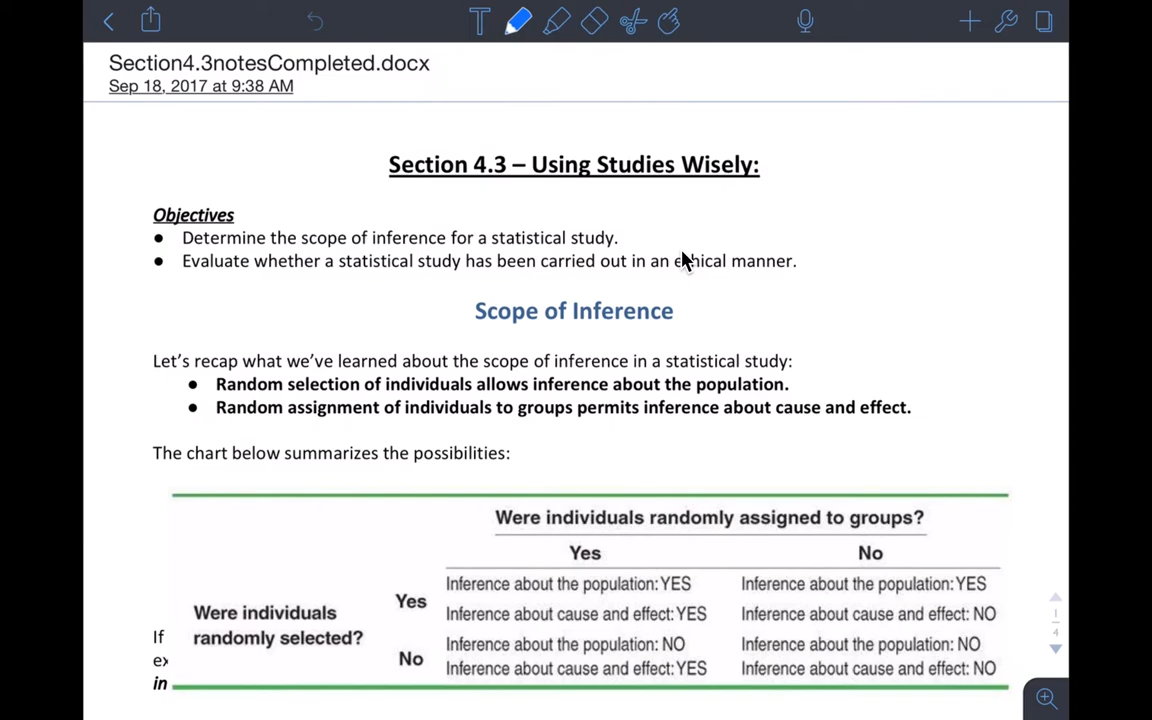 Section4.3notesCompleted.docx
Sep 18, 2017 at 9:38 AM
Section 4.3 – Using Studies Wisely:
Objectives
● Determine the scope of inference for a statistical study.
● Evaluate whether a statistical study has been carried out in an ethical manner.
Scope of Inference
Let's recap what we've learned about the scope of inference in a statistical study:
● Random selection of individuals allows inference about the population.
● Random assignment of individuals to groups permits inference about cause and effect.
The chart below summarizes the possibilities:
Were individuals randomly assigned to groups?
Yes No
Were individuals randomly selected?
Yes
Inference about the population: YES Inference about the population: YES
Inference about cause and effect: YES Inference about cause and effect: NO
No
Inference about the population: NO Inference about the population: NO
Inference about cause and effect: YES Inference about cause and effect: NO
If
in
1
4